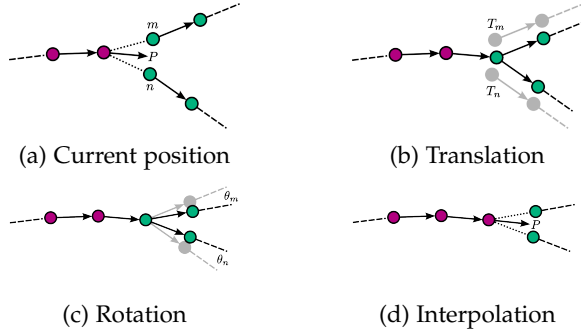 m
P
n
T_m
T_n
(a) Current position
(b) Translation
θ_m
θ_n
P
(c) Rotation
(d) Interpolation